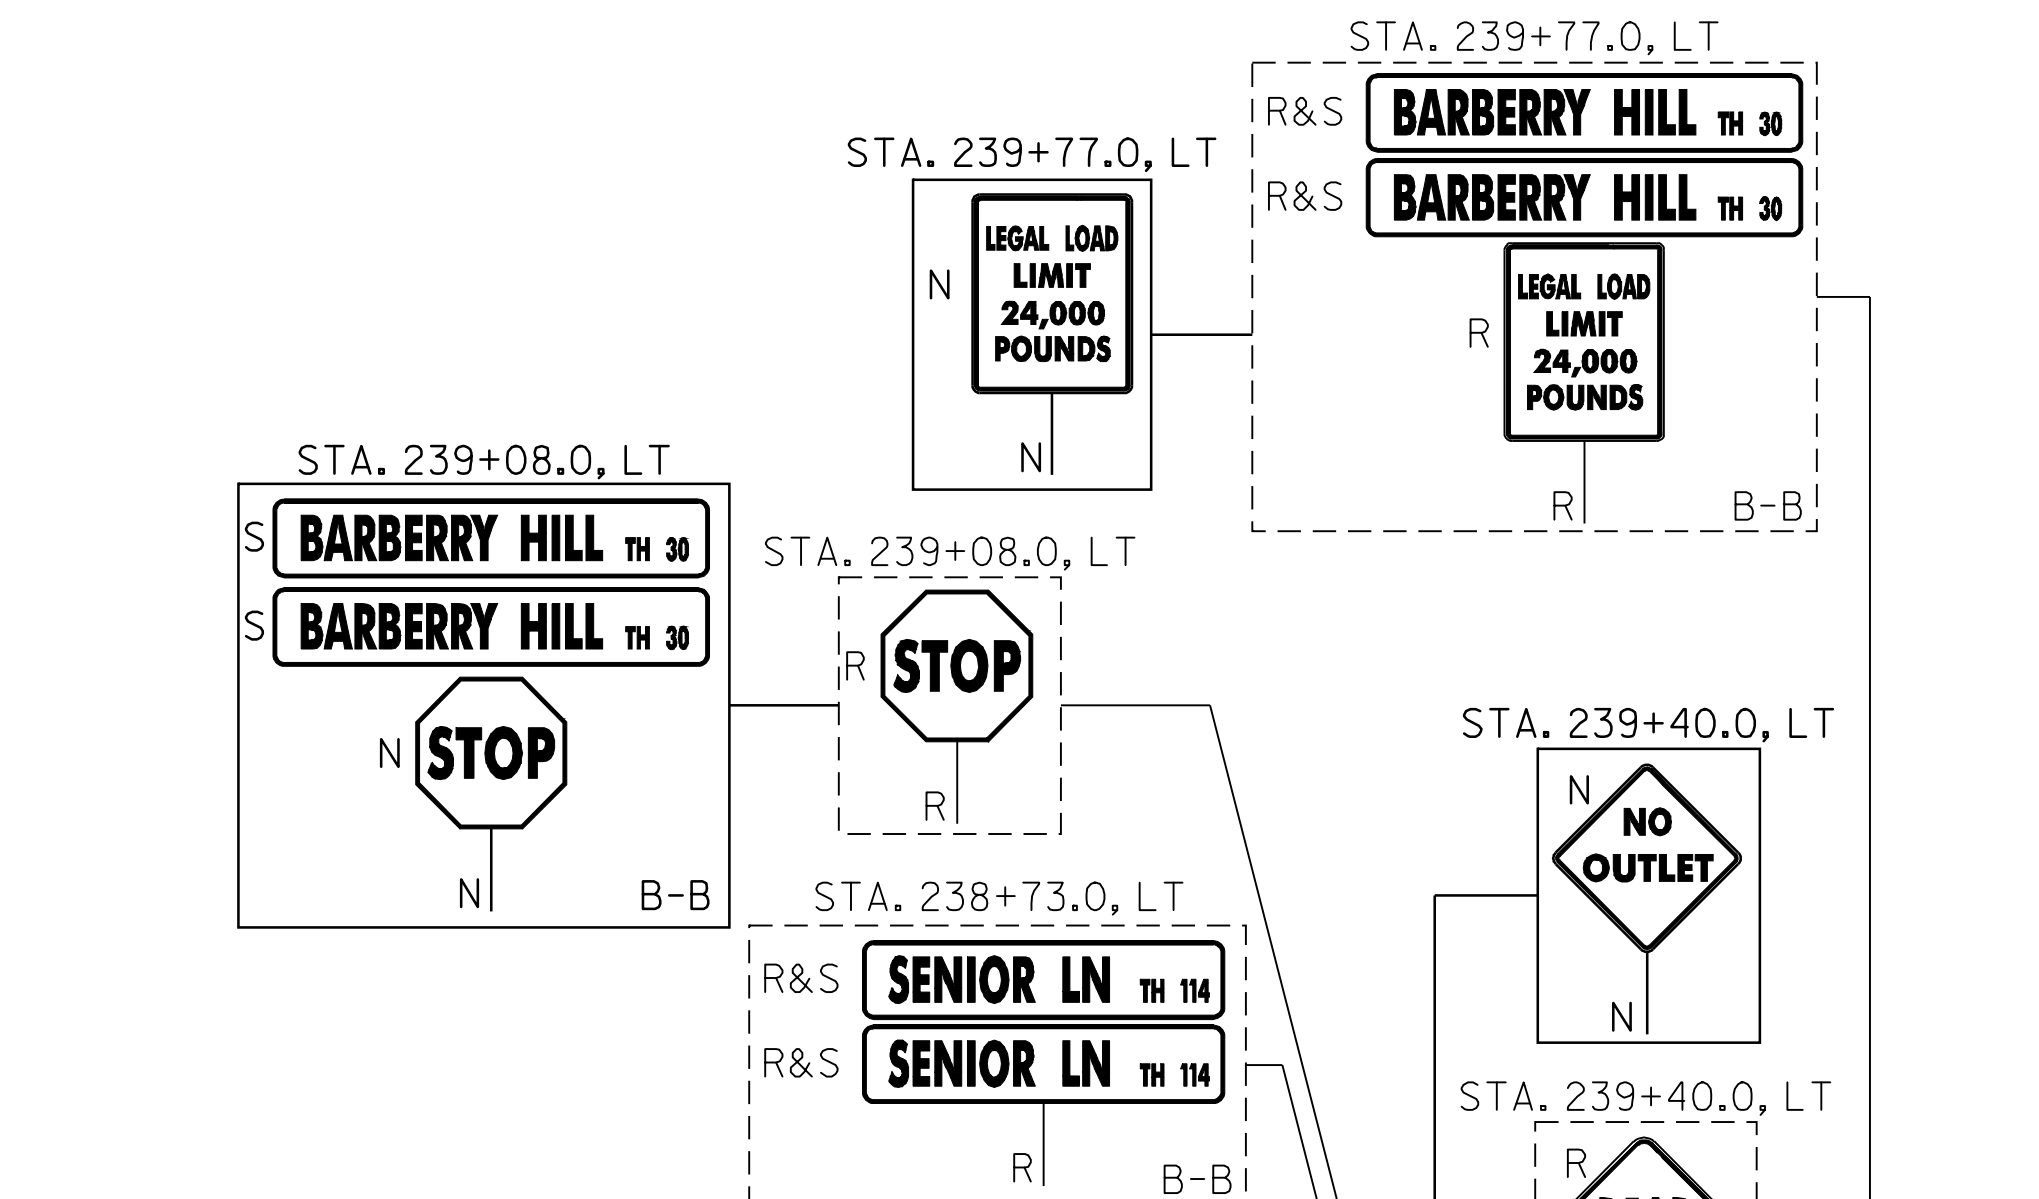 STA. 239+77.0, LT
R&S BARBERRY HILL TH 30
R&S BARBERRY HILL TH 30
R
LEGAL LOAD
LIMIT
24,000
POUNDS
R
B-B
STA. 239+77.0, LT
N
LEGAL LOAD
LIMIT
24,000
POUNDS
N
STA. 239+08.0, LT
S BARBERRY HILL TH 30
S BARBERRY HILL TH 30
N STOP
N
B-B
STA. 239+08.0, LT
R STOP
R
STA. 239+40.0, LT
N
NO
OUTLET
N
STA. 238+73.0, LT
R&S SENIOR LN TH 114
R&S SENIOR LN TH 114
R
B-B
STA. 239+40.0, LT
R